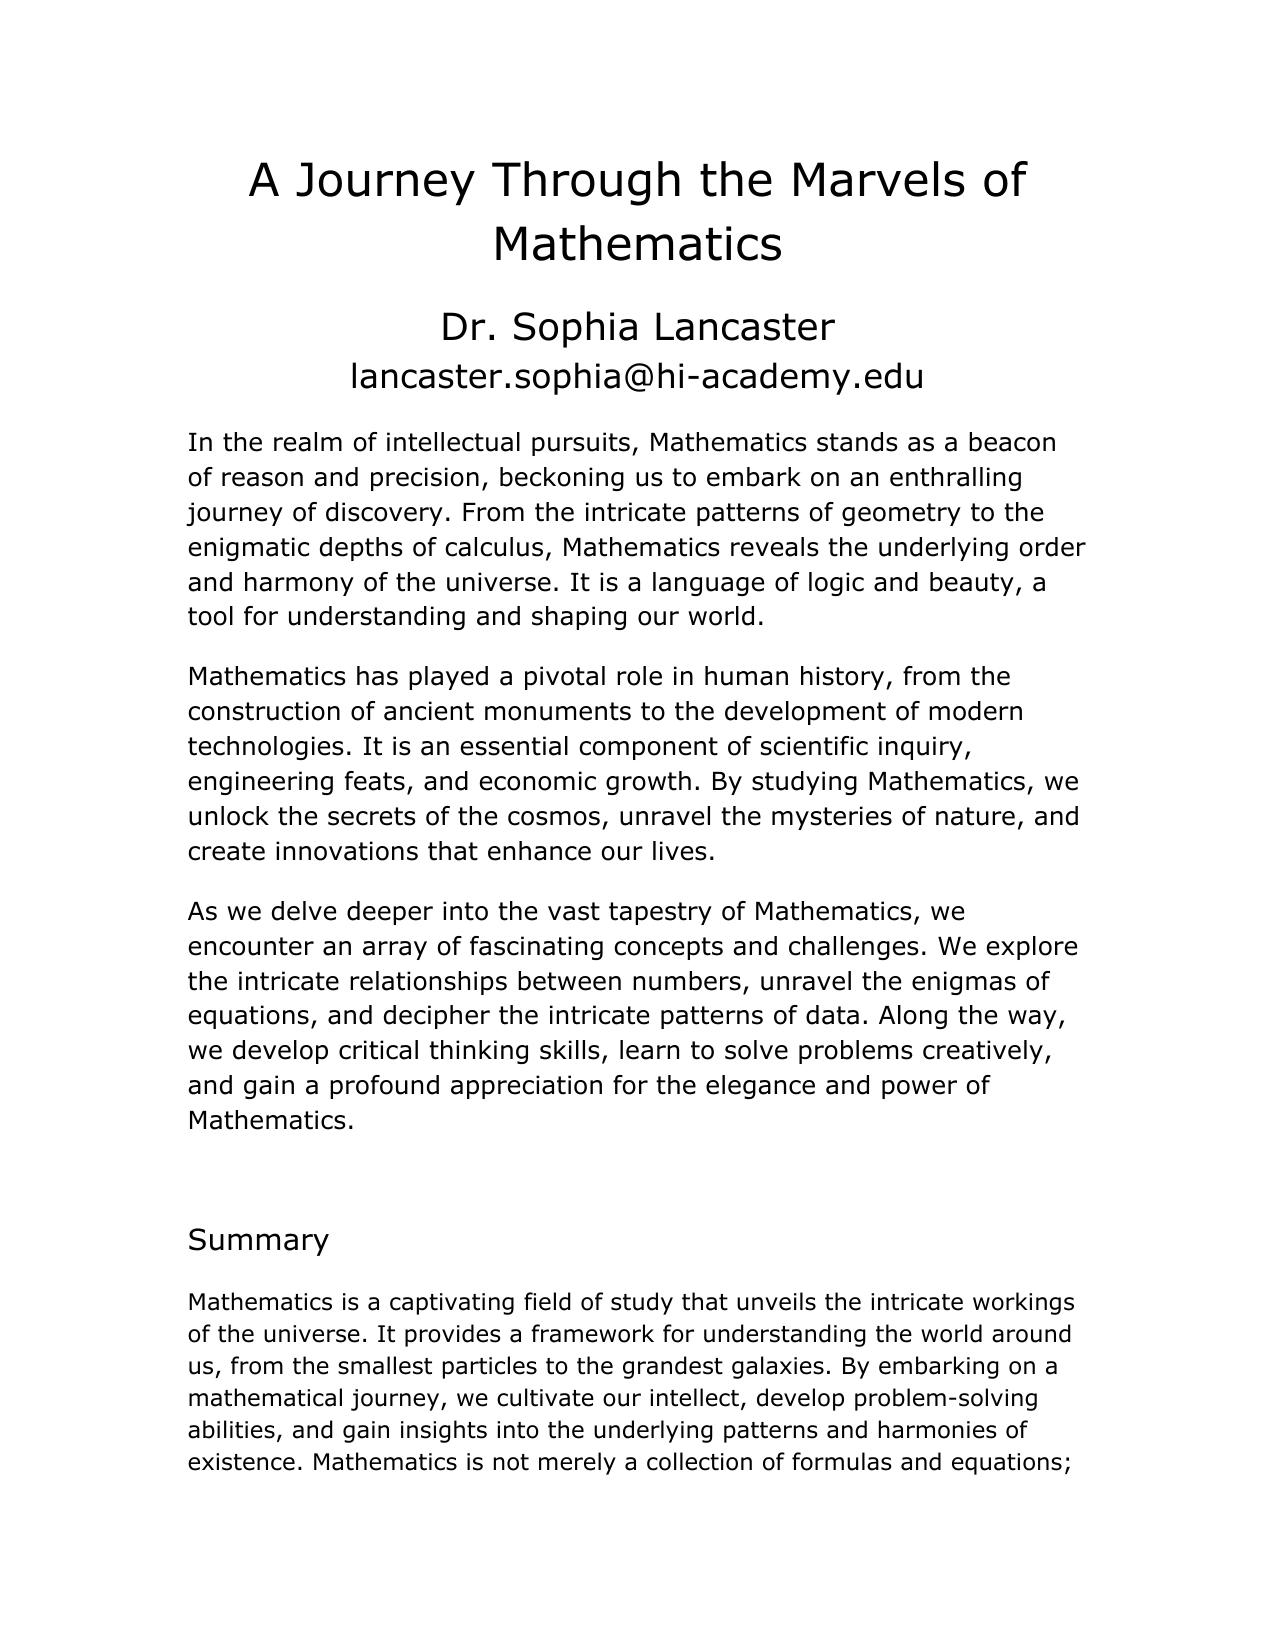 A Journey Through the Marvels of
Mathematics
Dr. Sophia Lancaster
lancaster.sophia@hi-academy.edu
In the realm of intellectual pursuits, Mathematics stands as a beacon
of reason and precision, beckoning us to embark on an enthralling
journey of discovery. From the intricate patterns of geometry to the
enigmatic depths of calculus, Mathematics reveals the underlying order
and harmony of the universe. It is a language of logic and beauty, a
tool for understanding and shaping our world.
Mathematics has played a pivotal role in human history, from the
construction of ancient monuments to the development of modern
technologies. It is an essential component of scientific inquiry,
engineering feats, and economic growth. By studying Mathematics, we
unlock the secrets of the cosmos, unravel the mysteries of nature, and
create innovations that enhance our lives.
As we delve deeper into the vast tapestry of Mathematics, we
encounter an array of fascinating concepts and challenges. We explore
the intricate relationships between numbers, unravel the enigmas of
equations, and decipher the intricate patterns of data. Along the way,
we develop critical thinking skills, learn to solve problems creatively,
and gain a profound appreciation for the elegance and power of
Mathematics.
Summary
Mathematics is a captivating field of study that unveils the intricate workings
of the universe. It provides a framework for understanding the world around
us, from the smallest particles to the grandest galaxies. By embarking on a
mathematical journey, we cultivate our intellect, develop problem-solving
abilities, and gain insights into the underlying patterns and harmonies of
existence. Mathematics is not merely a collection of formulas and equations;